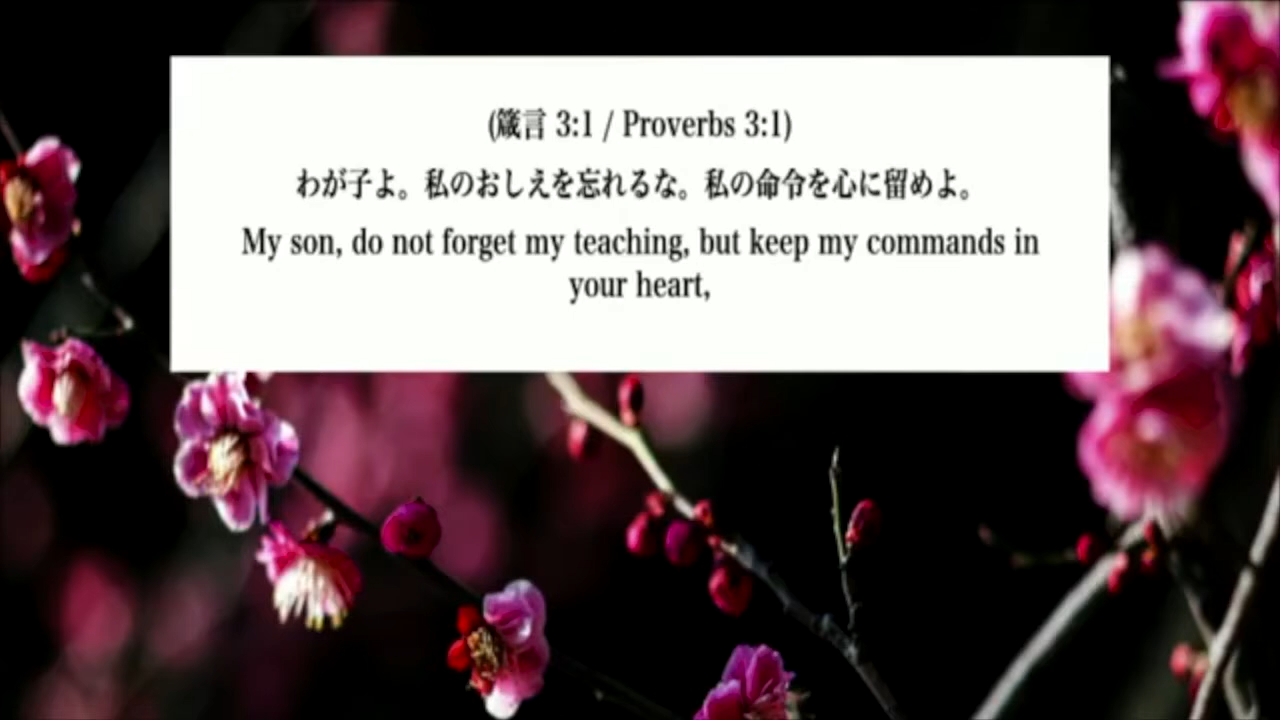 (箴言 3:1 / Proverbs 3:1)
わが子よ。私のおしえを忘れるな。私の命令を心に留めよ。
My son, do not forget my teaching, but keep my commands in
your heart,